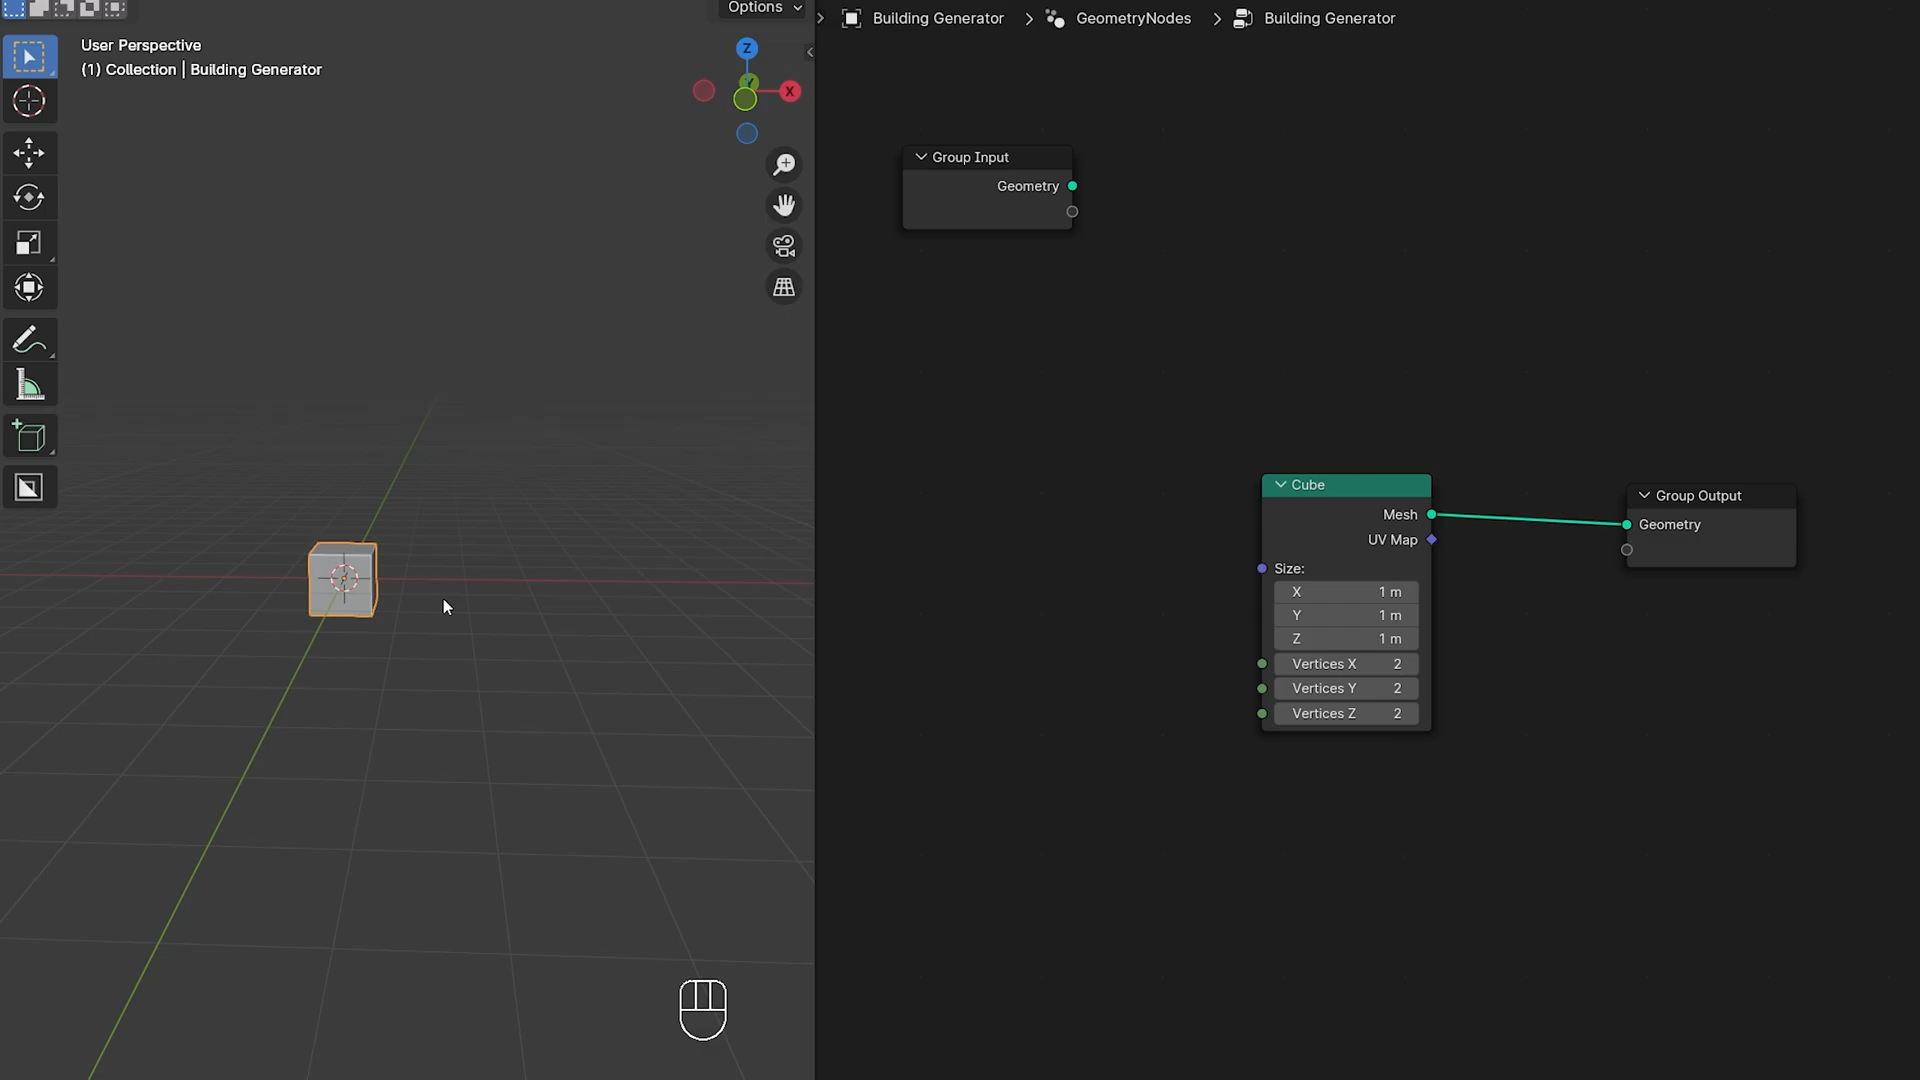 Options
User Perspective
(1) Collection | Building Generator
Z
Y
X
Building Generator > GeometryNodes > Building Generator
Group Input
Geometry
Cube
Mesh
UV Map
Size:
X 1 m
Y 1 m
Z 1 m
Vertices X 2
Vertices Y 2
Vertices Z 2
Group Output
Geometry